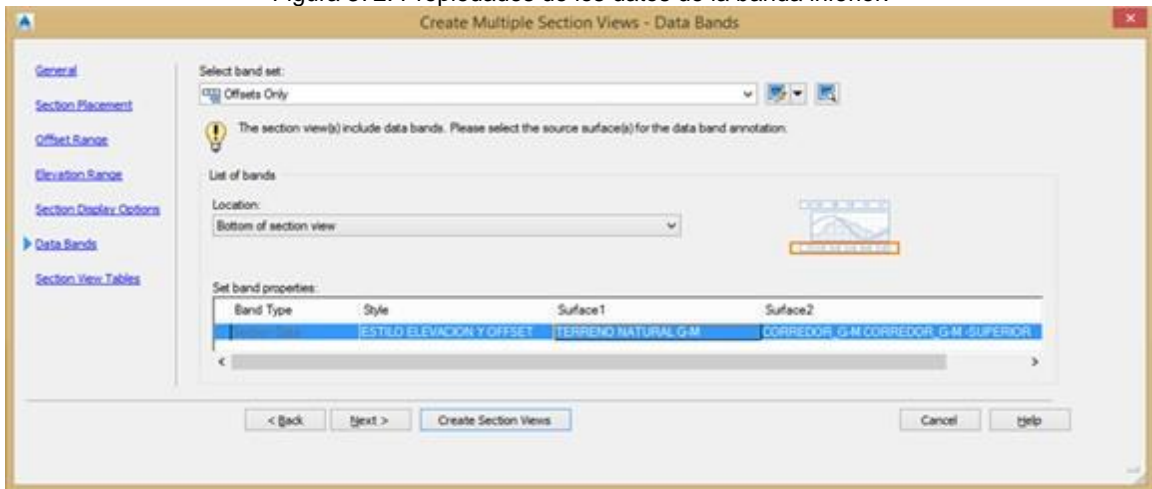 Create Multiple Section Views - Data Bands
General
Section Placement
Offset Range
Elevation Range
Section Display Options
Data Bands
Section View Tables
Select band set:
Offsets Only
The section view(s) include data bands. Please select the source surface(s) for the data band annotation.
List of bands
Location:
Bottom of section view
Set band properties:
Band Type Style Surface1 Surface2
ESTILO ELEVACION Y OFFSET TERRENO NATURAL G-M CORREDOR_G-M CORREDOR_G-M -SUPERIOR
< Back Next > Create Section Views Cancel Help